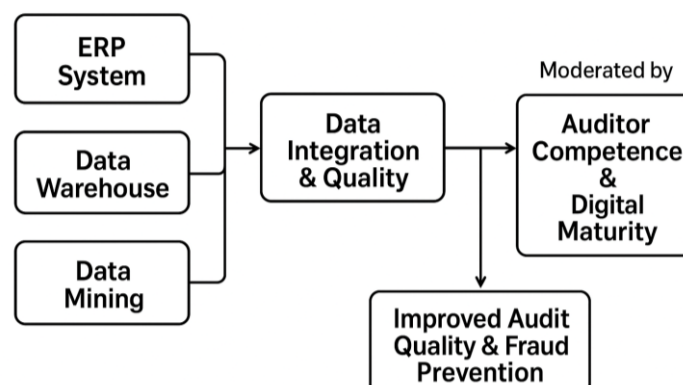 ERP
System
Data
Warehouse
Data
Mining
Data
Integration
& Quality
Moderated by
Auditor
Competence
&
Digital
Maturity
Improved Audit
Quality & Fraud
Prevention